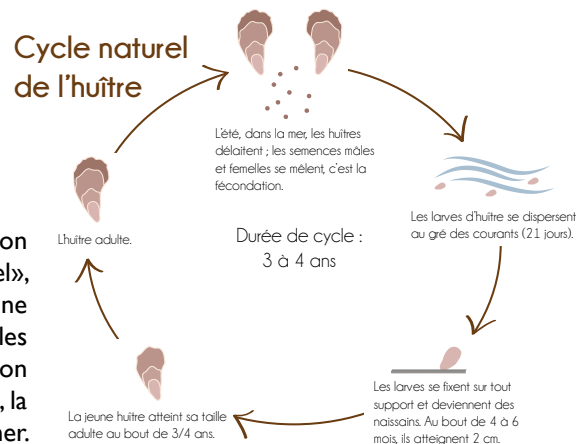 Cycle naturel
de l’huître
L’été, dans la mer, les huîtres
délaitent ; les semences mâles
et femelles se mêlent, c’est la
fécondation.
Les larves d’huître se dispersent
au gré des courants (21 jours).
Durée de cycle :
3 à 4 ans
Les larves se fixent sur tout
support et deviennent des
naissains. Au bout de 4 à 6
mois, ils atteignent 2 cm.
La jeune huître atteint sa taille
adulte au bout de 3/4 ans.
L’huître adulte.
on
el»,
ne
les
on
, la
ner.